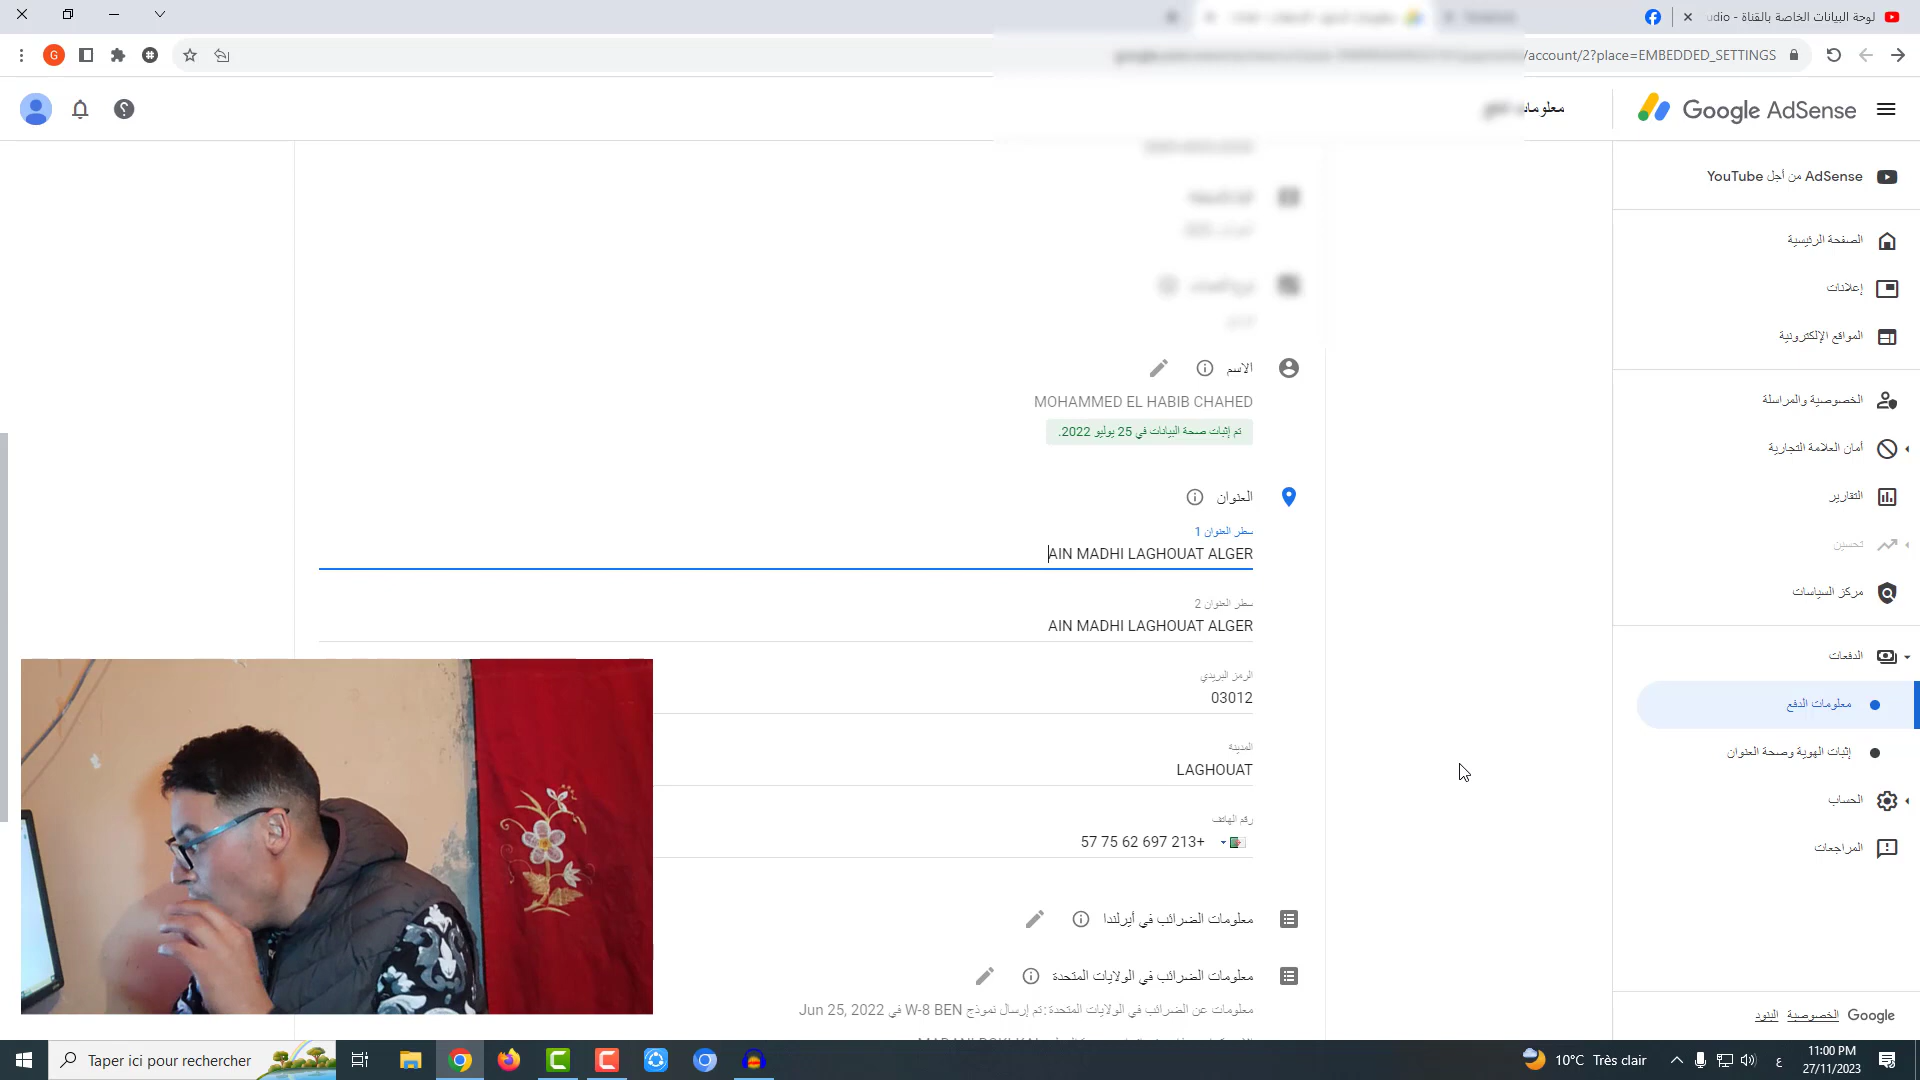 لوحة البيانات الخاصة بالقناة - udio
/account/2?place=EMBEDDED_SETTINGS
Google AdSense
AdSense من أجل YouTube
الصفحة الرئيسية
إعلانات
المواقع الإلكترونية
الخصوصية والمراسلة
أمان العلامة التجارية
التقارير
تحسين
مركز السياسات
الدفعات
معلومات الدفع
إثبات الهوية وصحة العنوان
الحساب
المراجعات
Google الخصوصية البنود
الاسم
MOHAMMED EL HABIB CHAHED
تم إثبات صحة البيانات في 25 يوليو 2022.
العنوان
سطر العنوان 1
AIN MADHI LAGHOUAT ALGER
سطر العنوان 2
AIN MADHI LAGHOUAT ALGER
الرمز البريدي
03012
المدينة
LAGHOUAT
رقم الهاتف
+213 697 62 75 57
معلومات الضرائب في أيرلندا
معلومات الضرائب في الولايات المتحدة
معلومات عن الضرائب في الولايات المتحدة: تم إرسال نموذج W-8 BEN في Jun 25, 2022
Taper ici pour rechercher
10°C Très clair
ع
11:00 PM
27/11/2023